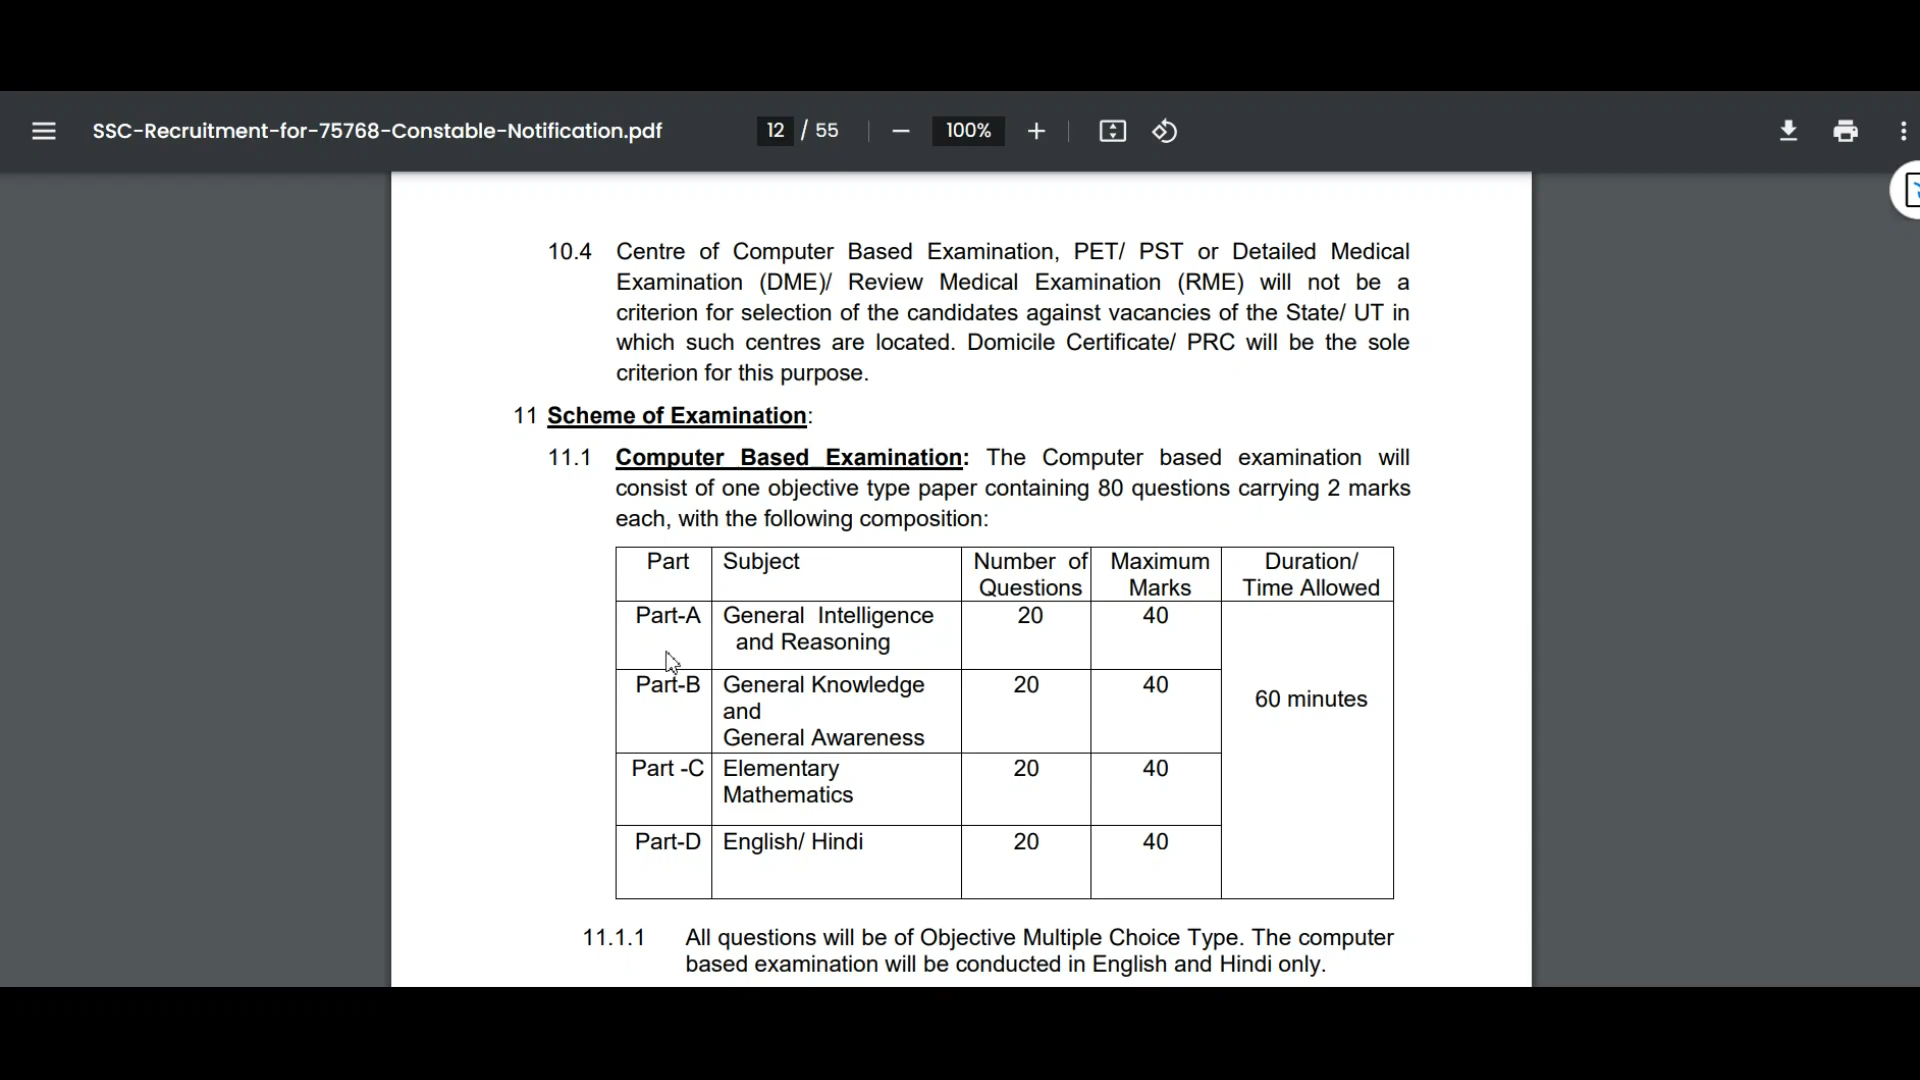 SSC-Recruitment-for-75768-Constable-Notification.pdf
12 / 55
100%
10.4 Centre of Computer Based Examination, PET/ PST or Detailed Medical
Examination (DME)/ Review Medical Examination (RME) will not be a
criterion for selection of the candidates against vacancies of the State/ UT in
which such centres are located. Domicile Certificate/ PRC will be the sole
criterion for this purpose.
11 Scheme of Examination:
11.1 Computer Based Examination: The Computer based examination will
consist of one objective type paper containing 80 questions carrying 2 marks
each, with the following composition:
Part Subject Number of Maximum Duration/
Questions Marks Time Allowed
Part-A General Intelligence 20 40
and Reasoning
Part-B General Knowledge 20 40
60 minutes
and
General Awareness
Part -C Elementary 20 40
Mathematics
Part-D English/ Hindi 20 40
11.1.1 All questions will be of Objective Multiple Choice Type. The computer
based examination will be conducted in English and Hindi only.